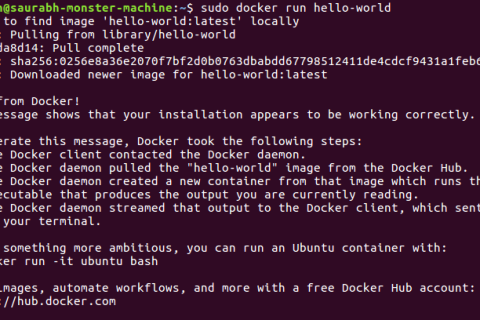 n@saurabh-monster-machine:~$ sudo docker run hello-world
to find image 'hello-world:latest' locally
: Pulling from library/hello-world
da8d14: Pull complete
: sha256:0256e8a36e2070f7bf2d0b0763dbabdd67798512411de4cdcf9431a1feb6
: Downloaded newer image for hello-world:latest
from Docker!
essage shows that your installation appears to be working correctly.
erate this message, Docker took the following steps:
e Docker client contacted the Docker daemon.
e Docker daemon pulled the "hello-world" image from the Docker Hub.
e Docker daemon created a new container from that image which runs th
ecutable that produces the output you are currently reading.
e Docker daemon streamed that output to the Docker client, which sent
your terminal.
something more ambitious, you can run an Ubuntu container with:
ker run -it ubuntu bash
images, automate workflows, and more with a free Docker Hub account:
://hub.docker.com